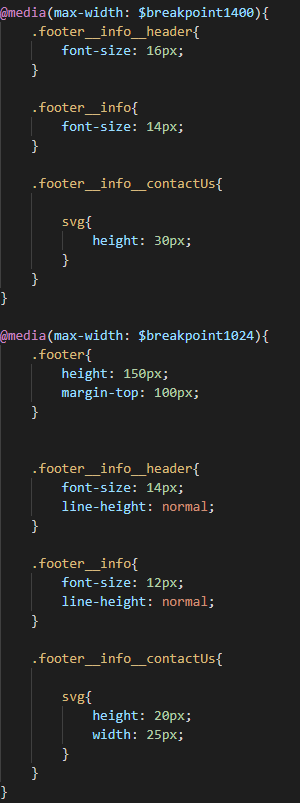 @media(max-width: $breakpoint1400){
    .footer__info__header{
        font-size: 16px;
    }

    .footer__info{
        font-size: 14px;
    }

    .footer__info__contactUs{

        svg{
            height: 30px;
        }
    }
}

@media(max-width: $breakpoint1024){
    .footer{
        height: 150px;
        margin-top: 100px;
    }


    .footer__info__header{
        font-size: 14px;
        line-height: normal;
    }

    .footer__info{
        font-size: 12px;
        line-height: normal;
    }

    .footer__info__contactUs{

        svg{
            height: 20px;
            width: 25px;
        }
    }
}